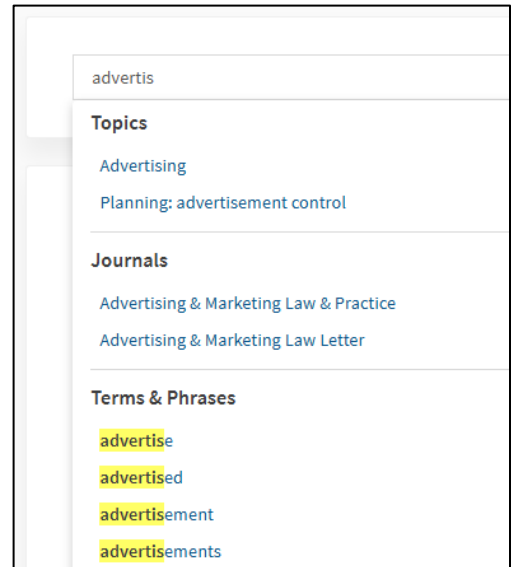 advertis
Topics
Advertising
Planning: advertisement control
Journals
Advertising & Marketing Law & Practice
Advertising & Marketing Law Letter
Terms & Phrases
advertise
advertised
advertisement
advertisements